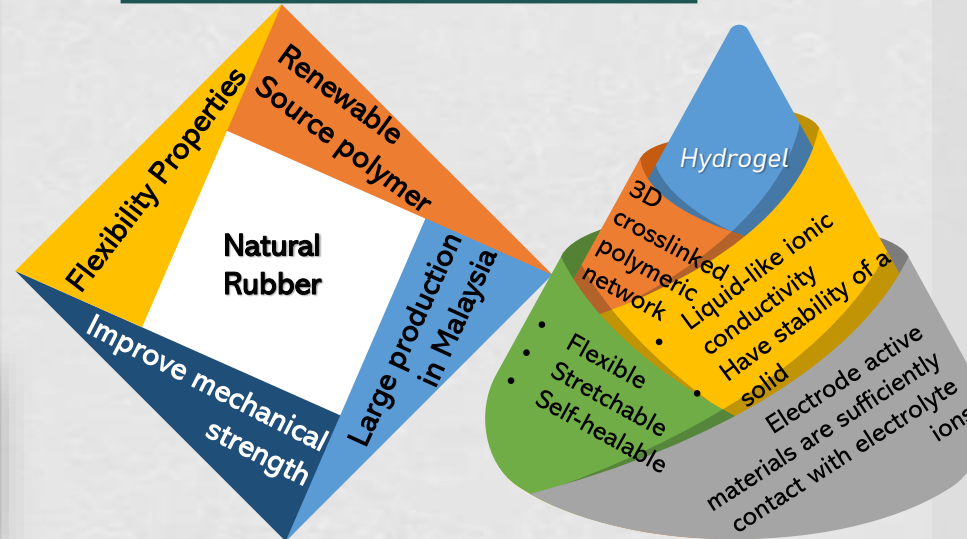 Flexibility Properties
Renewable
Source polymer
Natural
Rubber
Large production
in Malaysia
Improve mechanical
strength
Hydrogel
3D
crosslinked
polymeric
network
• Liquid-like ionic
conductivity
• Have stability of a
solid
• Flexible
• Stretchable
• Self-healable
Electrode active
materials are sufficiently
contact with electrolyte
ions